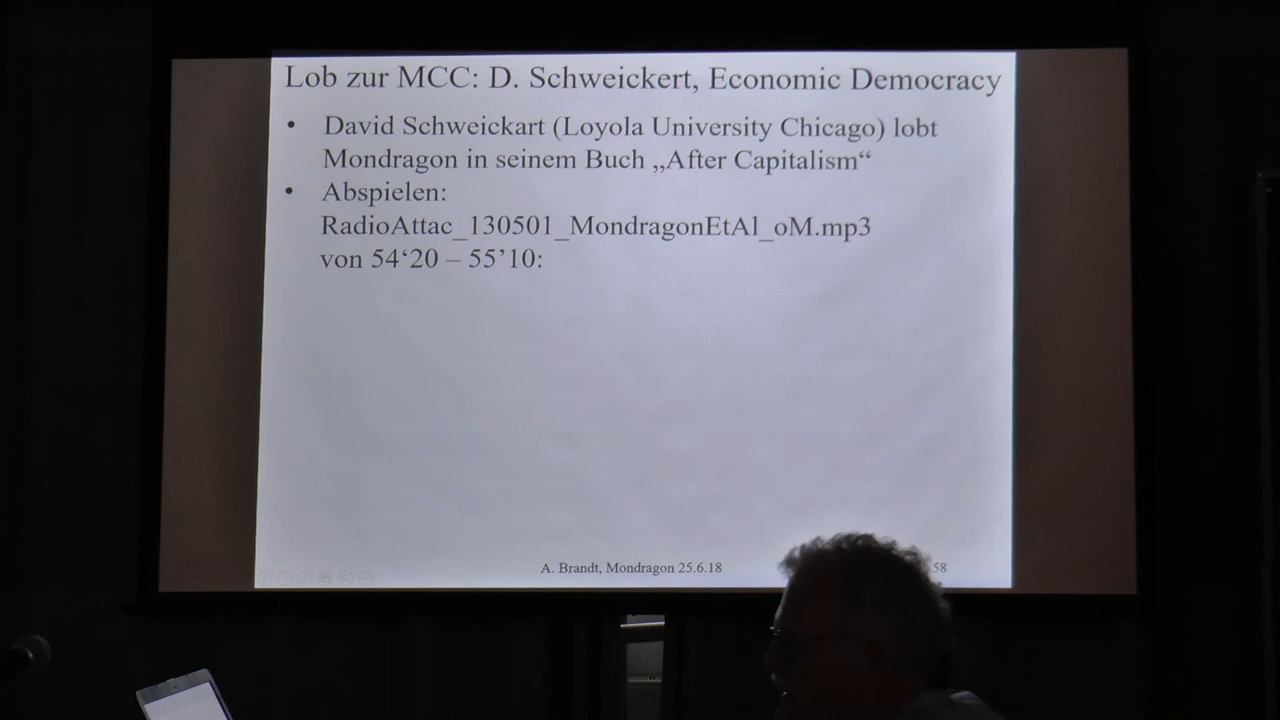 Lob zur MCC: D. Schweickert, Economic Democracy
• David Schweickart (Loyola University Chicago) lobt
Mondragon in seinem Buch „After Capitalism“
• Abspielen:
RadioAttac_130501_MondragonEtAl_oM.mp3
von 54‘20 – 55’10:
A. Brandt, Mondragon 25.6.18
58